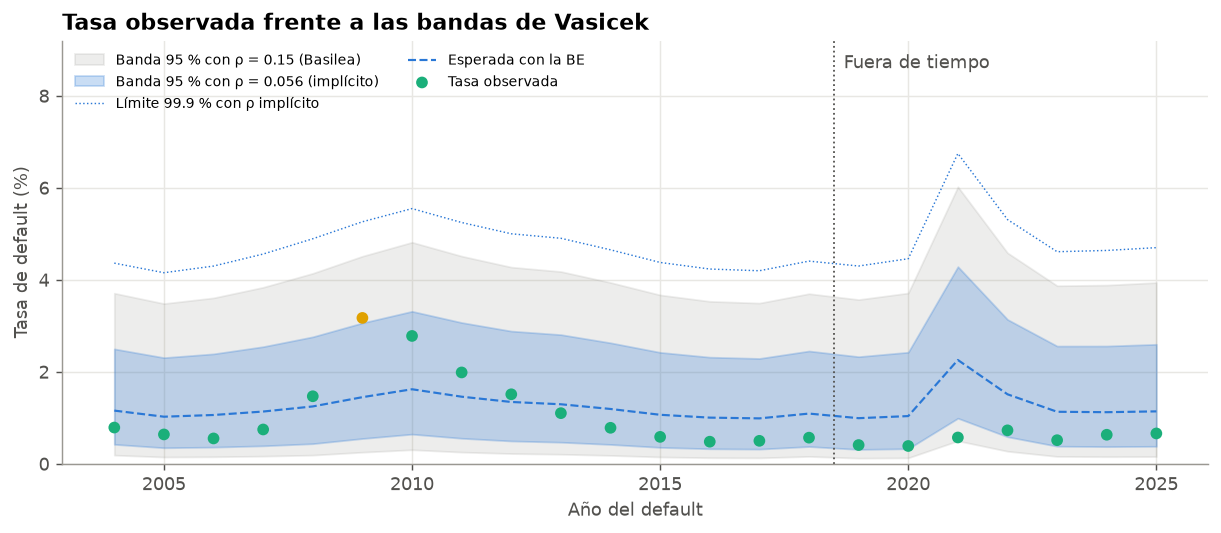 Tasa observada frente a las bandas de Vasicek
Banda 95 % con ρ = 0.15 (Basilea)
Banda 95 % con ρ = 0.056 (implícito)
Límite 99.9 % con ρ implícito
Esperada con la BE
Tasa observada
Fuera de tiempo
Tasa de default (%)
8
6
4
2
0
2005
2010
2015
2020
2025
Año del default